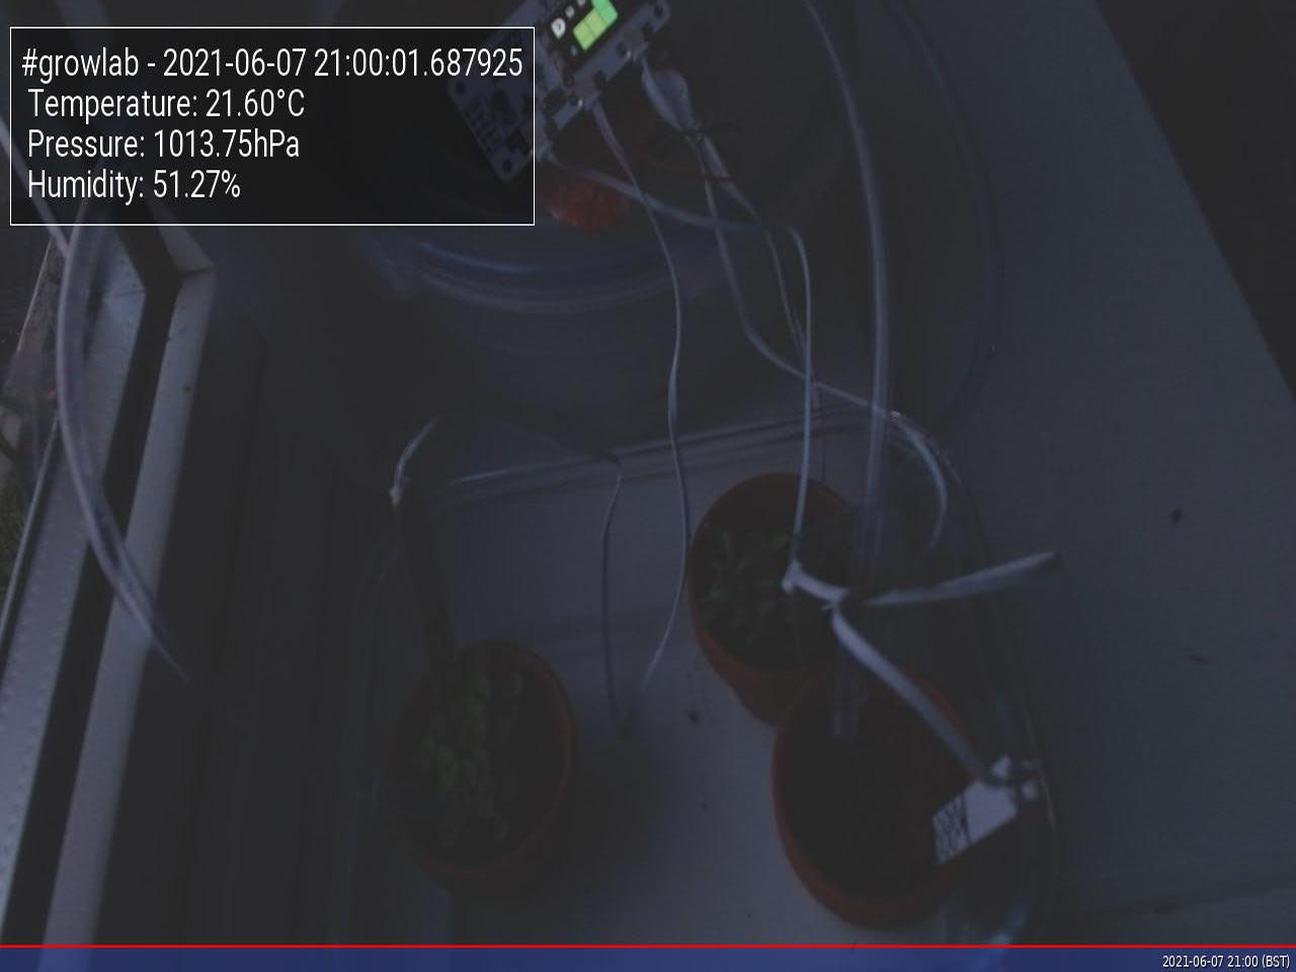 #growlab - 2021-06-07 21:00:01.687925
Temperature: 21.60°C
Pressure: 1013.75hPa
Humidity: 51.27%
2021-06-07 21:00 (BST)